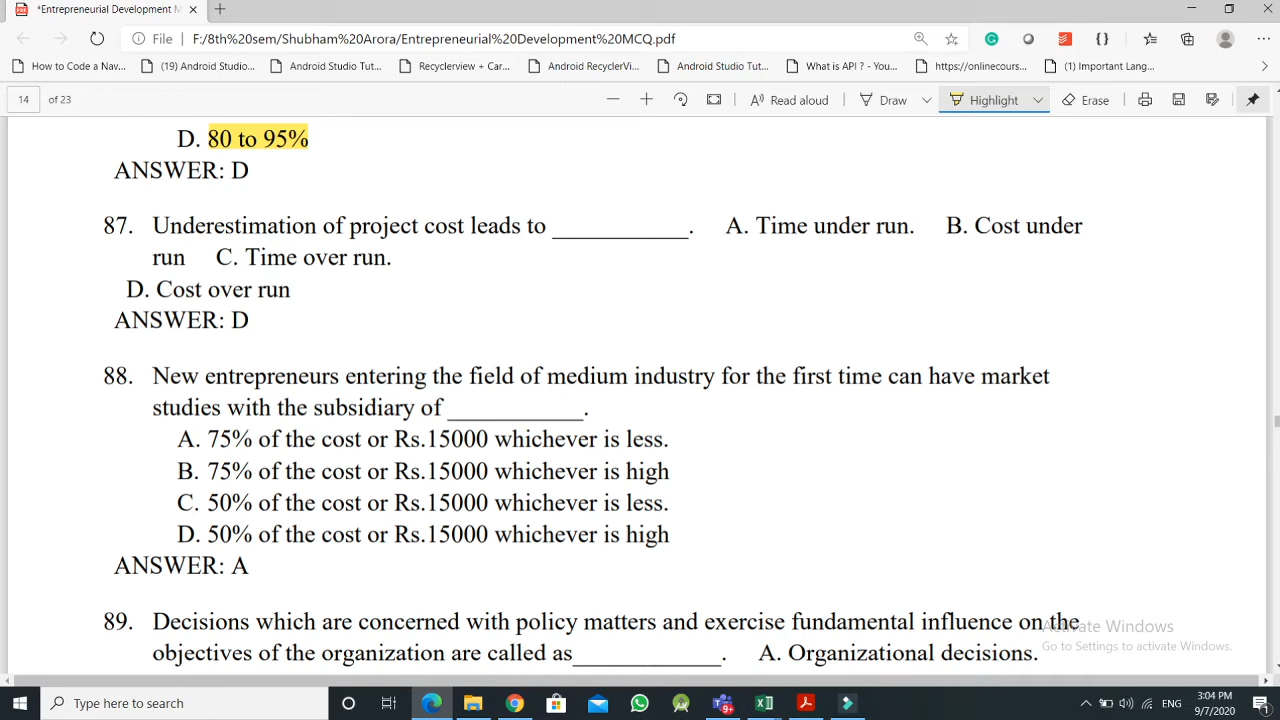 *Entrepreneurial Development M
File F:/8th%20sem/Shubham%20Arora/Entrepreneurial%20Development%20MCQ.pdf
How to Code a Nav... (19) Android Studio... Android Studio Tut... Recyclerview + Car... Android RecyclerVi... Android Studio Tut... What is API ? - You... https://onlinecours... (1) Important Lang...
14 of 23 Read aloud Draw Highlight Erase
D. 80 to 95%
ANSWER: D
87. Underestimation of project cost leads to ___________. A. Time under run. B. Cost under
run C. Time over run.
D. Cost over run
ANSWER: D
88. New entrepreneurs entering the field of medium industry for the first time can have market
studies with the subsidiary of ___________.
A. 75% of the cost or Rs.15000 whichever is less.
B. 75% of the cost or Rs.15000 whichever is high
C. 50% of the cost or Rs.15000 whichever is less.
D. 50% of the cost or Rs.15000 whichever is high
ANSWER: A
89. Decisions which are concerned with policy matters and exercise fundamental influence on the
Activate Windows
objectives of the organization are called as____________. A. Organizational decisions.
Go to Settings to activate Windows.
Type here to search
9+
ENG
3:04 PM
9/7/2020